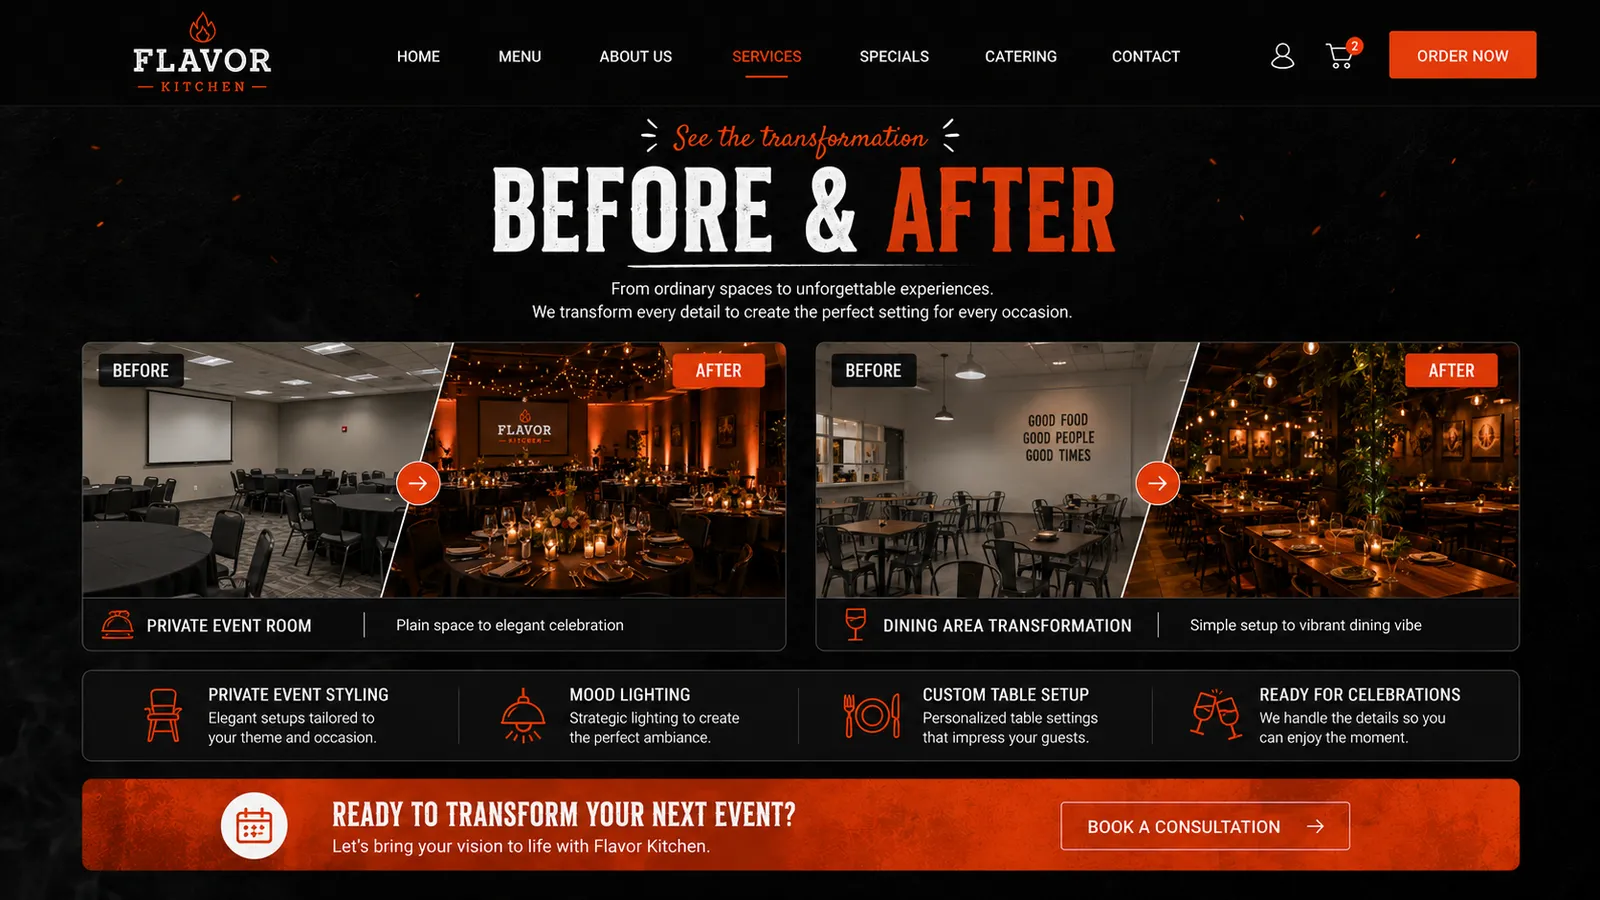 FLAVOR
KITCHEN
HOME
MENU
ABOUT US
SERVICES
SPECIALS
CATERING
CONTACT
2
ORDER NOW
See the transformation
BEFORE & AFTER
From ordinary spaces to unforgettable experiences.
We transform every detail to create the perfect setting for every occasion.
BEFORE
AFTER
FLAVOR
KITCHEN
PRIVATE EVENT ROOM
Plain space to elegant celebration
BEFORE
GOOD FOOD
GOOD PEOPLE
GOOD TIMES
AFTER
DINING AREA TRANSFORMATION
Simple setup to vibrant dining vibe
PRIVATE EVENT STYLING
Elegant setups tailored to
your theme and occasion.
MOOD LIGHTING
Strategic lighting to create
the perfect ambiance.
CUSTOM TABLE SETUP
Personalized table settings
that impress your guests.
READY FOR CELEBRATIONS
We handle the details so you
can enjoy the moment.
READY TO TRANSFORM YOUR NEXT EVENT?
Let's bring your vision to life with Flavor Kitchen.
BOOK A CONSULTATION